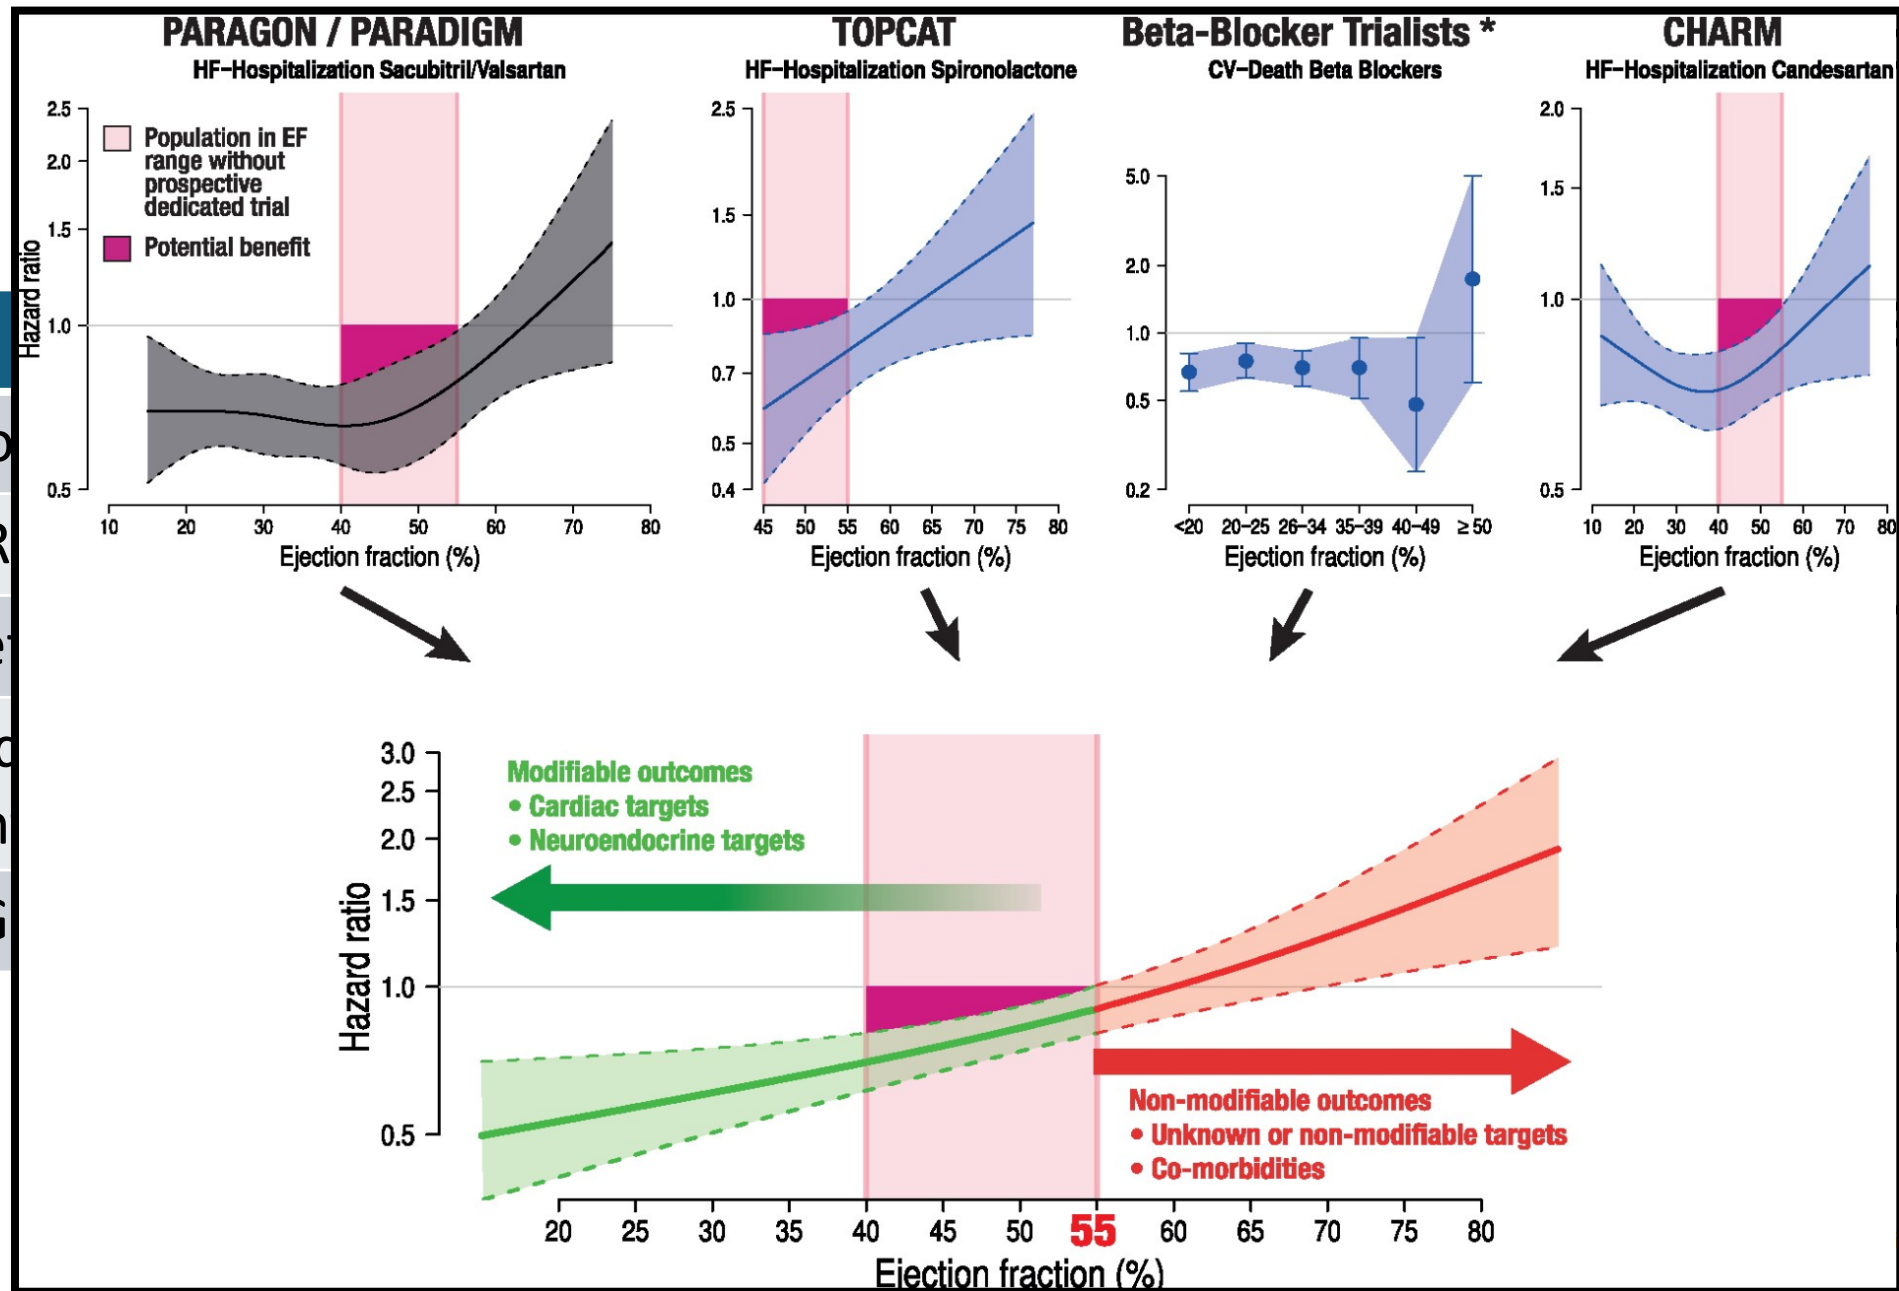 PARAGON / PARADIGM
HF-Hospitalization Sacubitril/Valsartan
2.5
2.0
1.5
1.0
0.5
Hazard ratio
Population in EF
range without
prospective
dedicated trial
Potential benefit
10 20 30 40 50 60 70 80
Ejection fraction (%)
TOPCAT
HF-Hospitalization Spironolactone
2.5
1.5
1.0
0.7
0.5
0.4
45 50 55 60 65 70 75 80
Ejection fraction (%)
Beta-Blocker Trialists *
CV-Death Beta Blockers
5.0
2.0
1.0
0.5
0.2
<20 20-25 26-34 35-39 40-49 ≥50
Ejection fraction (%)
CHARM
HF-Hospitalization Candesartan
2.0
1.5
1.0
0.5
10 20 30 40 50 60 70 80
Ejection fraction (%)
3.0
2.5
2.0
1.5
1.0
0.5
Hazard ratio
Modifiable outcomes
• Cardiac targets
• Neuroendocrine targets
Non-modifiable outcomes
• Unknown or non-modifiable targets
• Co-morbidities
20 25 30 35 40 45 50 55 60 65 70 75 80
Ejection fraction (%)